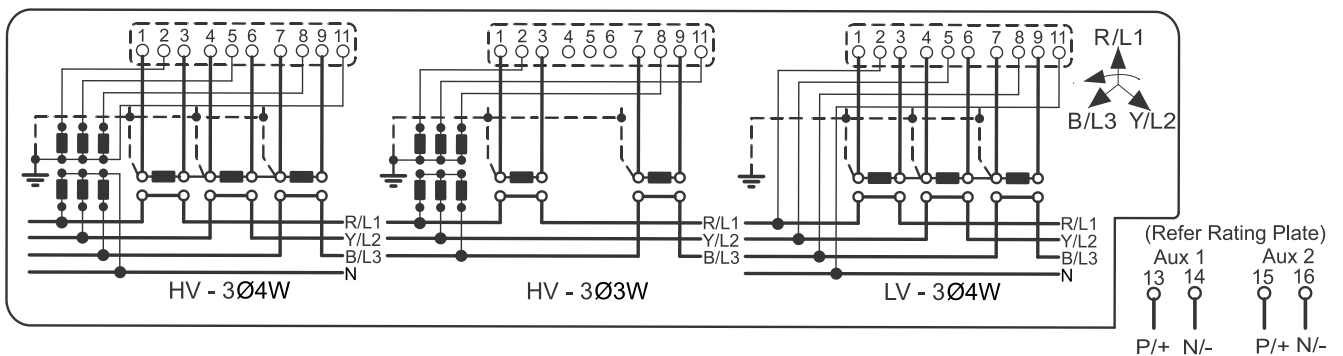 1 2 3 4 5 6 7 8 9 11
1 2 3 4 5 6 7 8 9 11
1 2 3 4 5 6 7 8 9 11
R/L1
B/L3 Y/L2
R/L1
Y/L2
B/L3
N
R/L1
Y/L2
B/L3
R/L1
Y/L2
B/L3
N
HV - 3Ø4W
HV - 3Ø3W
LV - 3Ø4W
(Refer Rating Plate)
Aux 1 Aux 2
13 14 15 16
P/+ N/- P/+ N/-